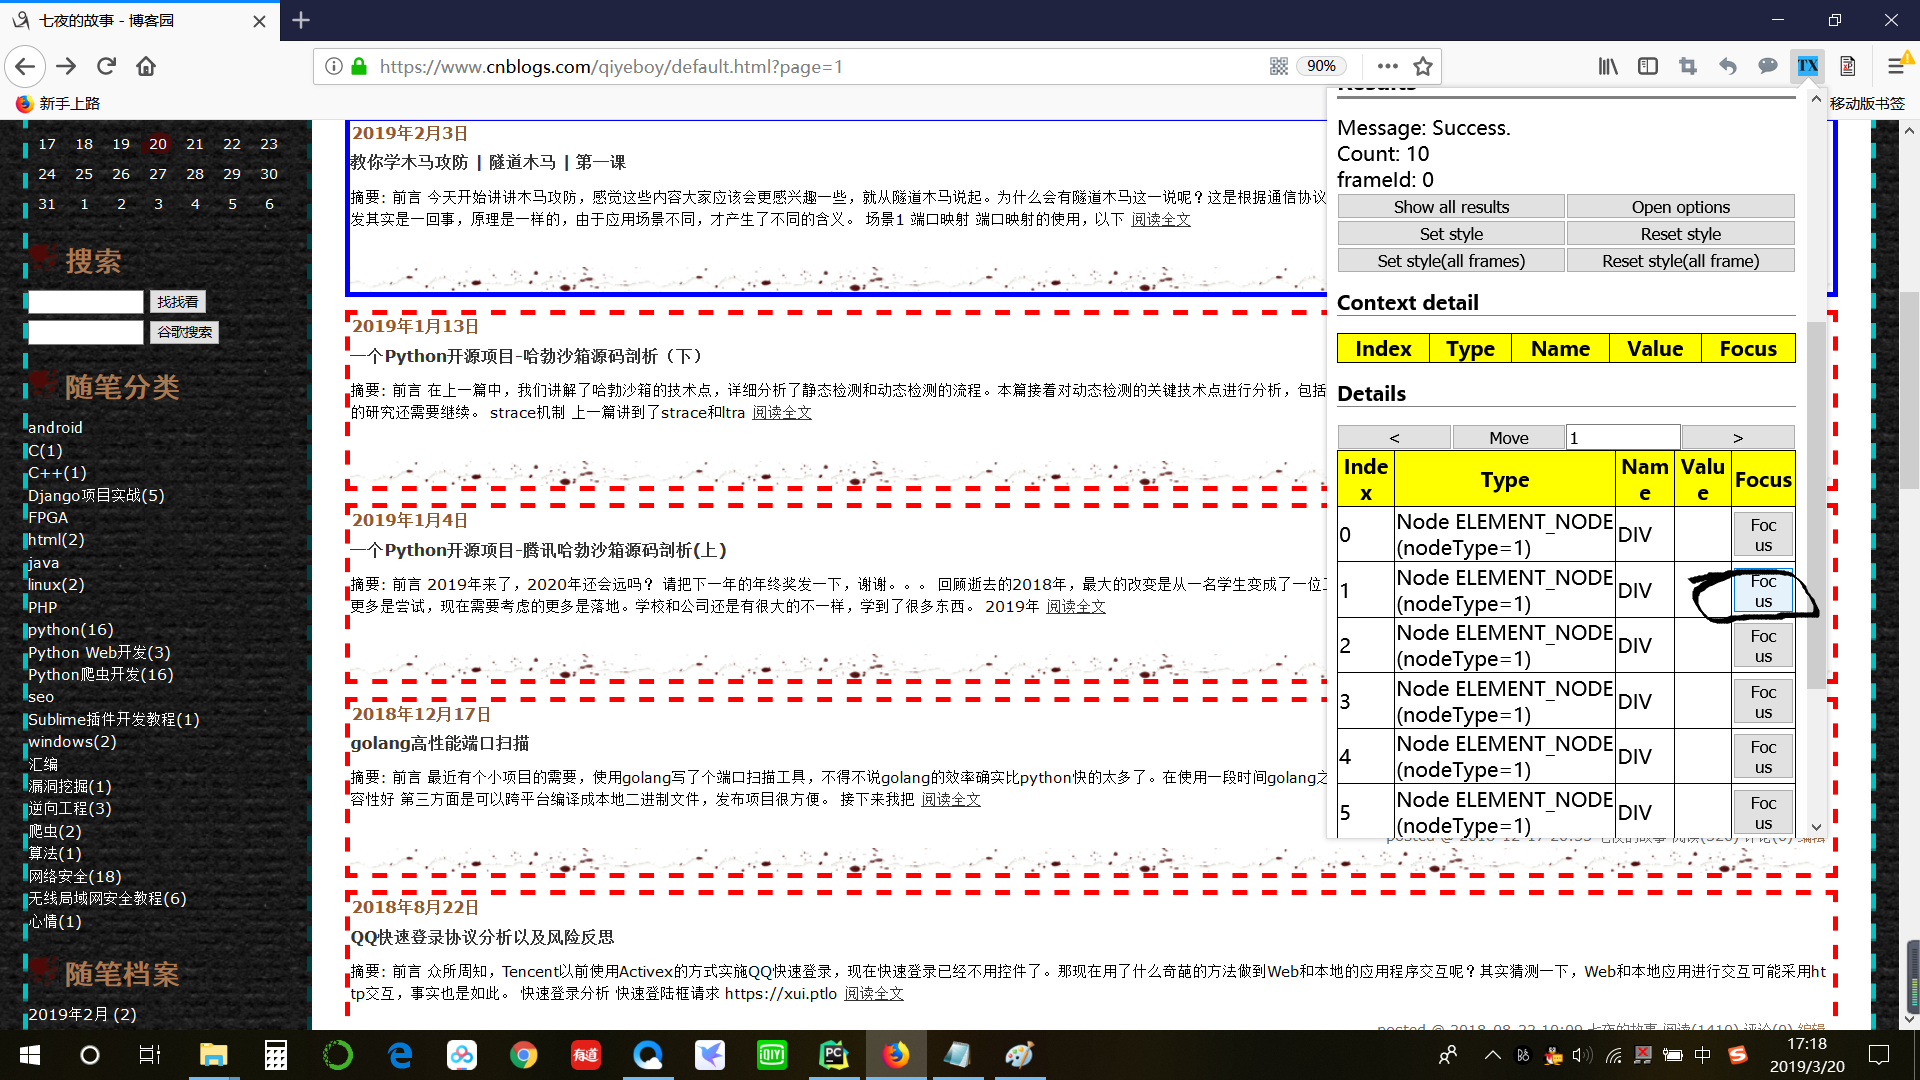 七夜的故事 - 博客园
https://www.cnblogs.com/qiyeboy/default.html?page=1
90%
TX
新手上路
移动版书签
17 18 19 20 21 22 23
24 25 26 27 28 29 30
31 1 2 3 4 5 6
搜索
找找看
谷歌搜索
随笔分类
android
C(1)
C++(1)
Django项目实战(5)
FPGA
html(2)
java
linux(2)
PHP
python(16)
Python Web开发(3)
Python爬虫开发(16)
seo
Sublime插件开发教程(1)
windows(2)
汇编
漏洞挖掘(1)
逆向工程(3)
爬虫(2)
算法(1)
网络安全(18)
无线局域网安全教程(6)
心情(1)
随笔档案
2019年2月 (2)
2019年2月3日
教你学木马攻防 | 隧道木马 | 第一课
摘要: 前言 今天开始讲讲木马攻防，感觉这些内容大家应该会更感兴趣一些，就从隧道木马说起。为什么会有隧道木马这一说呢？这是根据通信协议
发其实是一回事，原理是一样的，由于应用场景不同，才产生了不同的含义。 场景1 端口映射 端口映射的使用，以下 阅读全文
2019年1月13日
一个Python开源项目-哈勃沙箱源码剖析（下）
摘要: 前言 在上一篇中，我们讲解了哈勃沙箱的技术点，详细分析了静态检测和动态检测的流程。本篇接着对动态检测的关键技术点进行分析，包括
的研究还需要继续。 strace机制 上一篇讲到了strace和ltra 阅读全文
2019年1月4日
一个Python开源项目-腾讯哈勃沙箱源码剖析(上)
摘要: 前言 2019年来了，2020年还会远吗？ 请把下一年的年终奖发一下，谢谢。。。 回顾逝去的2018年，最大的改变是从一名学生变成了一位工
更多是尝试，现在需要考虑的更多是落地。学校和公司还是有很大的不一样，学到了很多东西。 2019年 阅读全文
2018年12月17日
golang高性能端口扫描
摘要: 前言 最近有个小项目的需要，使用golang写了个端口扫描工具，不得不说golang的效率确实比python快的太多了。在使用一段时间golang之
容性好 第三方面是可以跨平台编译成本地二进制文件，发布项目很方便。 接下来我把 阅读全文
posted @ 2018-12-17 20:55 七夜的故事 阅读(526) 评论(0) 编辑
2018年8月22日
QQ快速登录协议分析以及风险反思
摘要: 前言 众所周知，Tencent以前使用Activex的方式实施QQ快速登录，现在快速登录已经不用控件了。那现在用了什么奇葩的方法做到Web和本地的应用程序交互呢？其实猜测一下，Web和本地应用进行交互可能采用ht
tp交互，事实也是如此。 快速登录分析 快速登陆框请求 https://xui.ptlo 阅读全文
posted @ 2018-08-22 10:09 七夜的故事 阅读(1410) 评论(0) 编辑
Results
Message: Success.
Count: 10
frameId: 0
Show all results Open options
Set style Reset style
Set style(all frames) Reset style(all frame)
Context detail
Index Type Name Value Focus
Details
< Move 1 >
Index Type Name Value Focus
0 Node ELEMENT_NODE(nodeType=1) DIV Focus
1 Node ELEMENT_NODE(nodeType=1) DIV Focus
2 Node ELEMENT_NODE(nodeType=1) DIV Focus
3 Node ELEMENT_NODE(nodeType=1) DIV Focus
4 Node ELEMENT_NODE(nodeType=1) DIV Focus
5 Node ELEMENT_NODE(nodeType=1) DIV Focus
有道
iQIYI
PC
中
17:18
2019/3/20